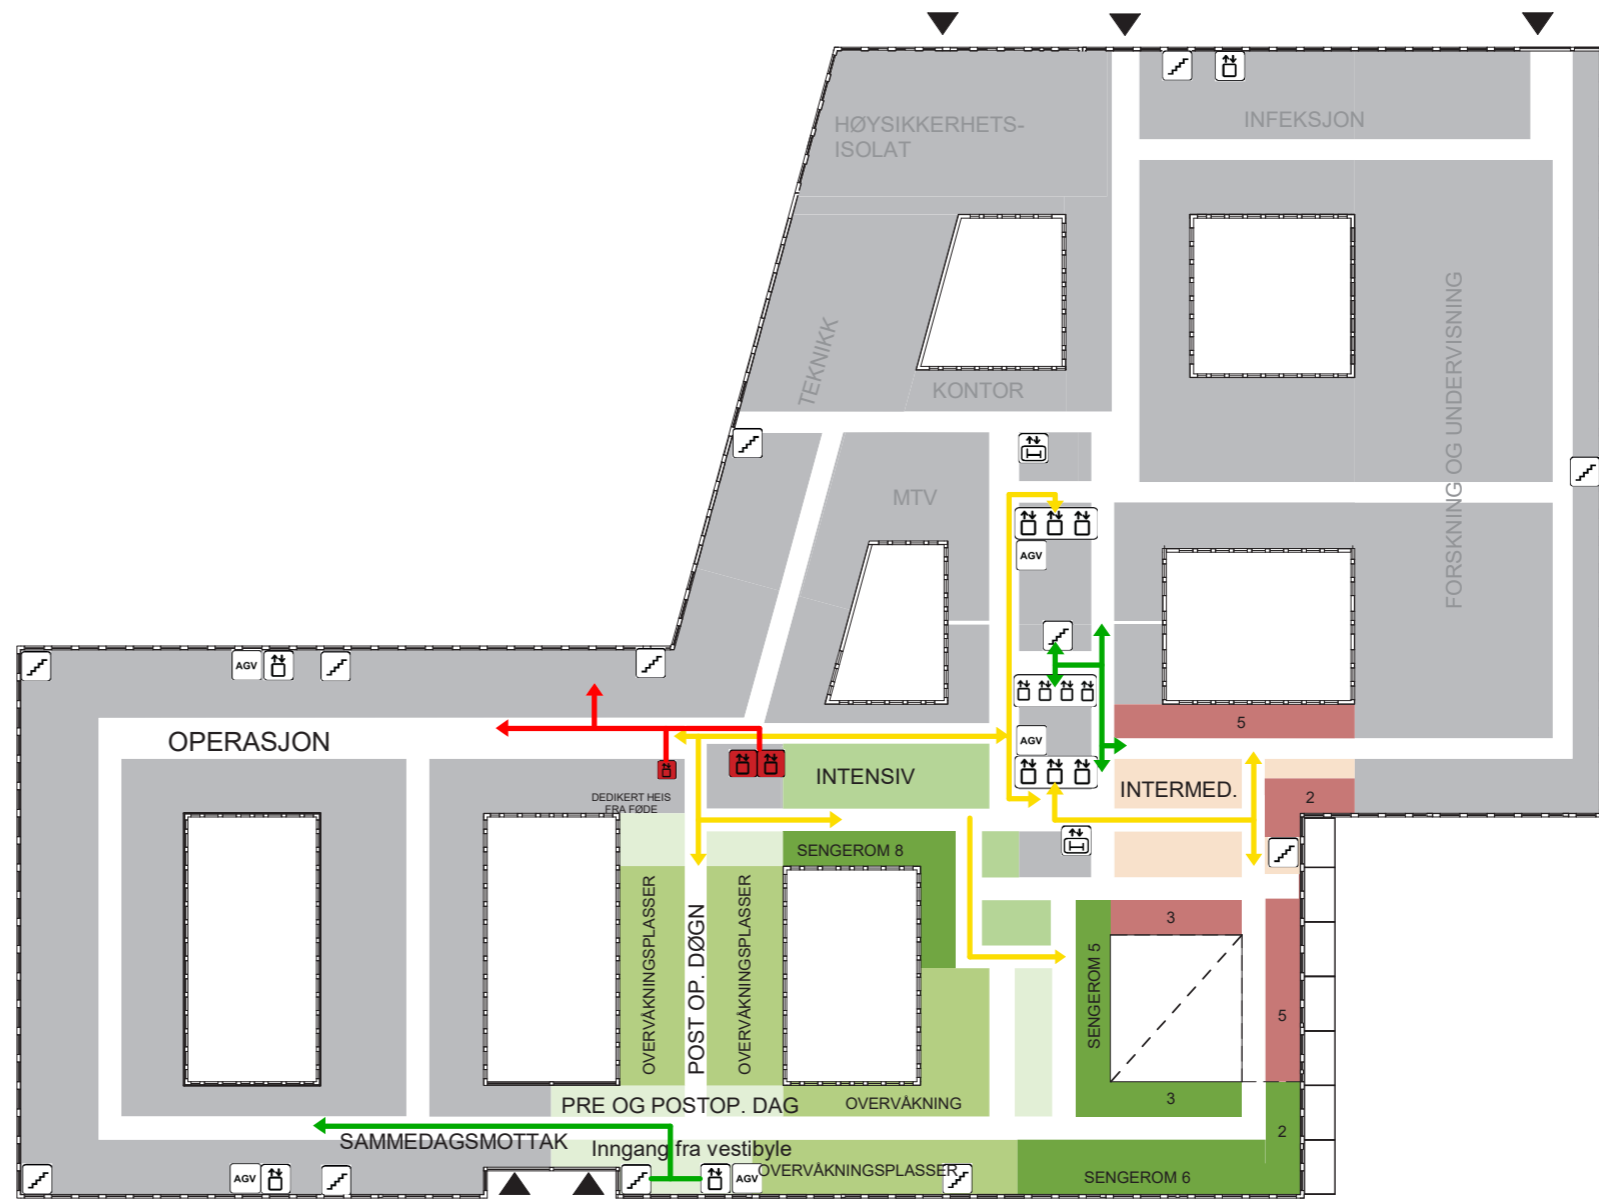 HØYSIKKERHETS-
ISOLAT
INFEKSJON
TEKNIKK
KONTOR
FORSKNING OG UNDERVISNING
MTV
AGV
AGV
5
AGV
OPERASJON
INTENSIV
INTERMED.
DEDIKERT HEIS
FRA FØDE
2
SENGEROM 8
OVERVÅKNINGSPLASSER
POST OP. DØGN
OVERVÅKNINGSPLASSER
3
SENGEROM 5
5
3
PRE OG POSTOP. DAG
OVERVÅKNING
2
SAMMEDAGSMOTTAK
Inngang fra vestibyle
OVERVÅKNINGSPLASSER
AGV
AGV
SENGEROM 6